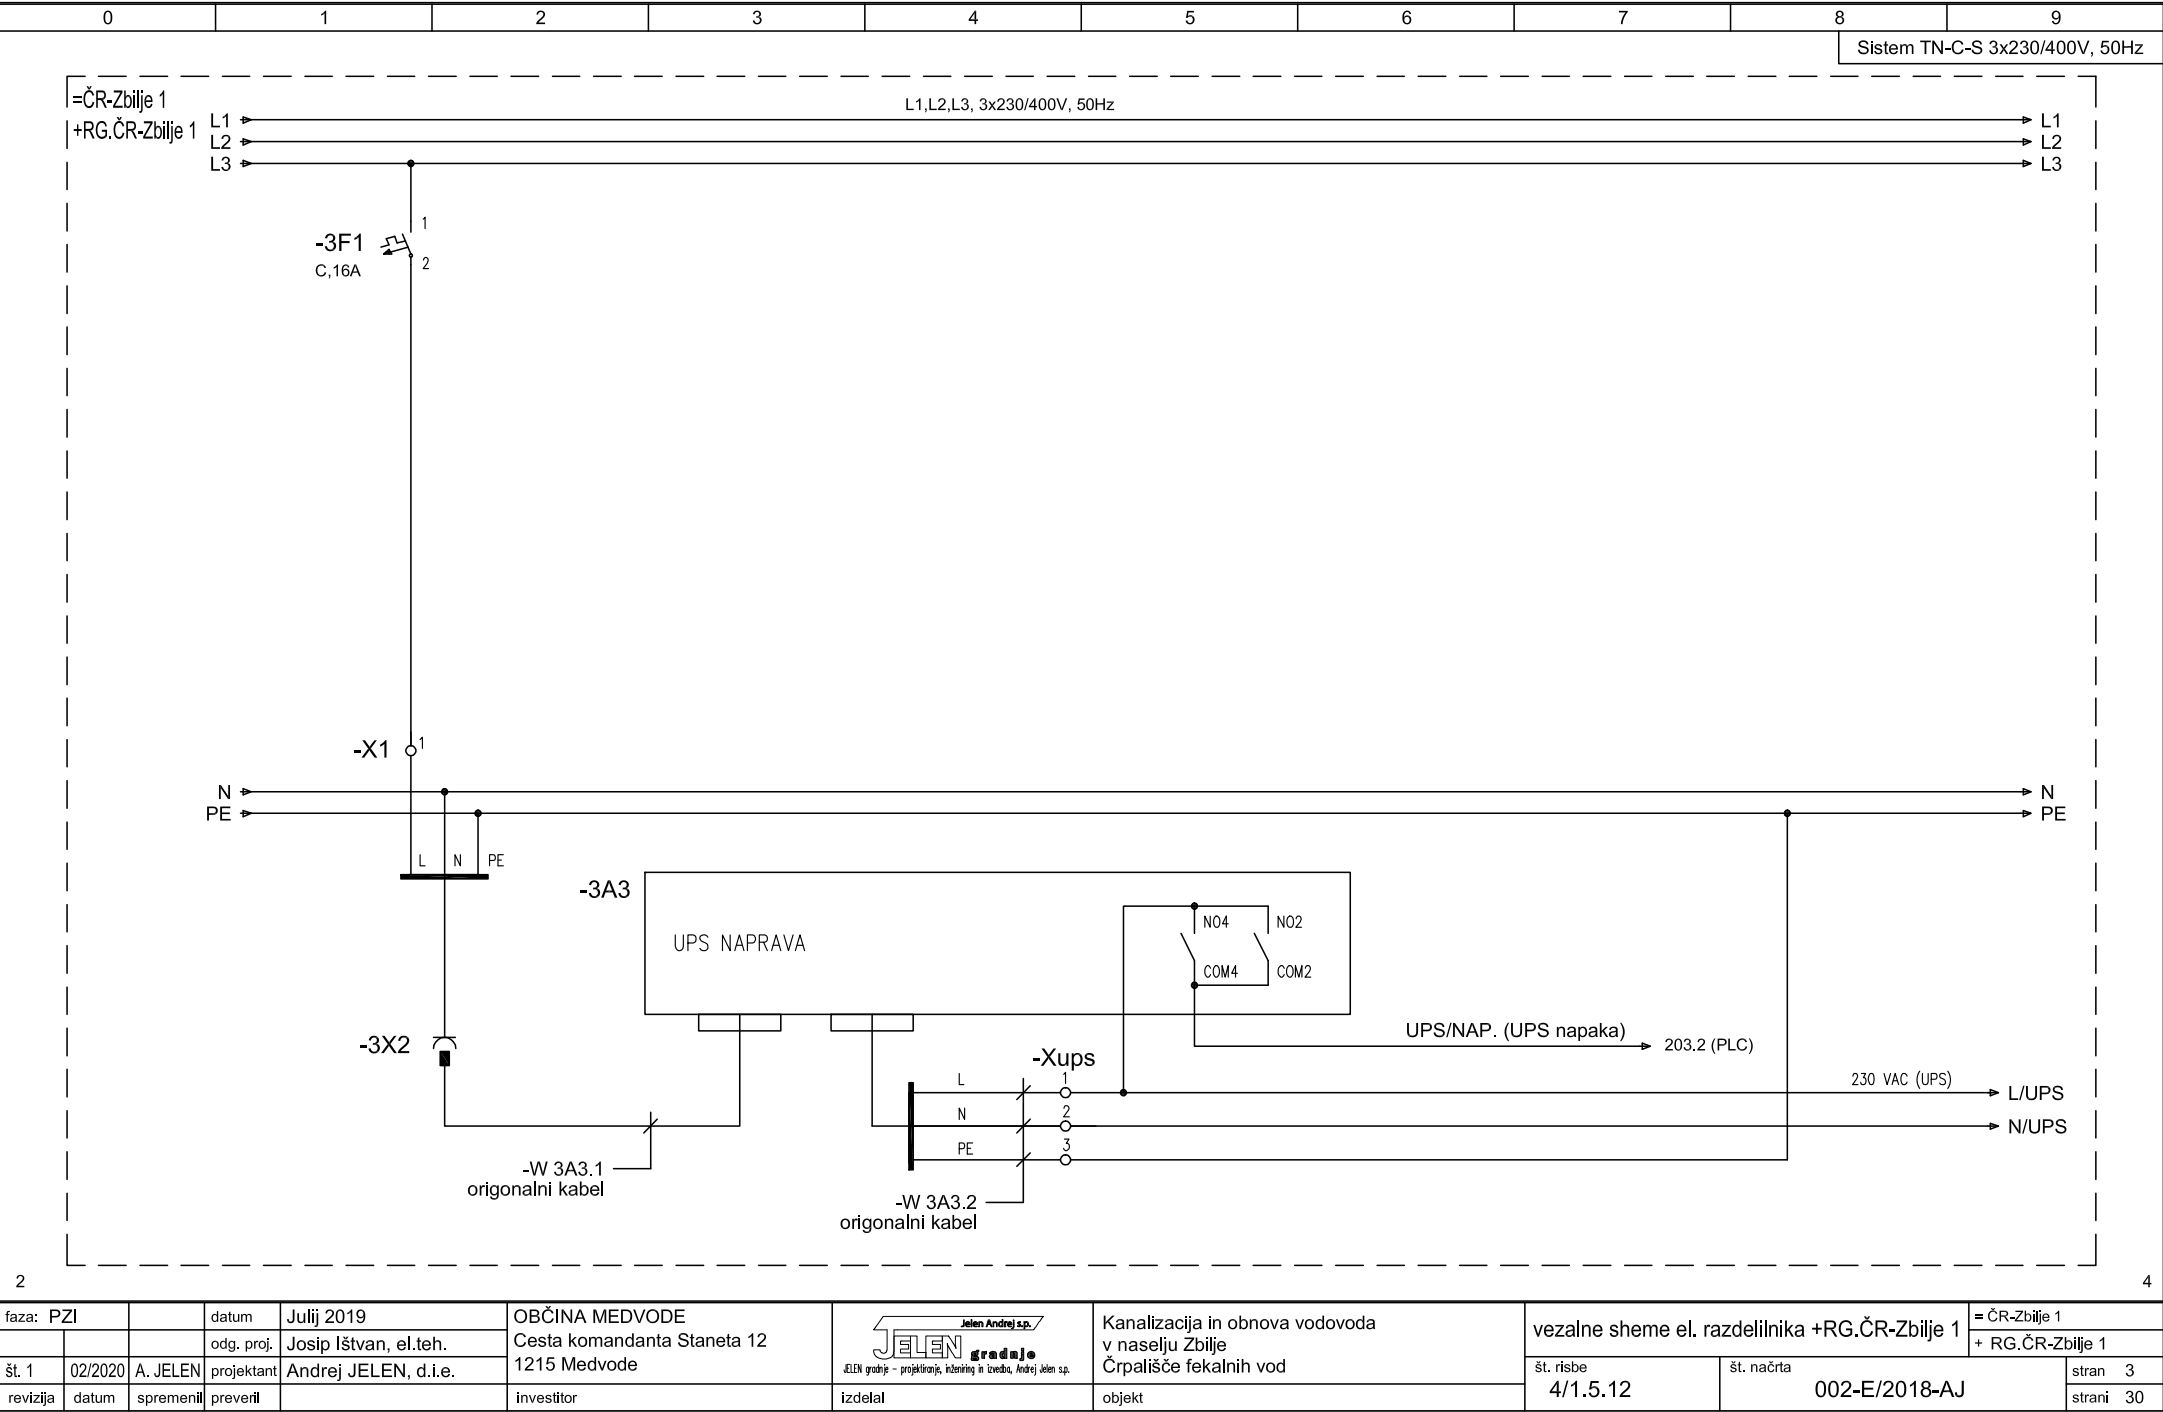 0 1 2 3 4 5 6 7 8 9
Sistem TN-C-S 3x230/400V, 50Hz
=ČR-Zbilje 1
+RG.ČR-Zbilje 1
L1,L2,L3, 3x230/400V, 50Hz
L1 L1
L2 L2
L3 L3
1
-3F1
C,16A
2
-X1 1
N N
PE PE
L N PE
-3A3
UPS NAPRAVA
NO4 NO2
COM4 COM2
-3X2
UPS/NAP. (UPS napaka) 203.2 (PLC)
-Xups
L 1 230 VAC (UPS) L/UPS
N 2 N/UPS
PE 3
-W 3A3.1
origonalni kabel
-W 3A3.2
origonalni kabel
2 4
faza: PZI
datum Julij 2019
odg. proj. Josip Ištvan, el.teh.
št. 1 02/2020 A. JELEN projektant Andrej JELEN, d.i.e.
revizija datum spremenil preveril
OBČINA MEDVODE
Cesta komandanta Staneta 12
1215 Medvode
investitor
Jelen Andrej s.p.
JELEN gradnje
JELEN gradnje – projektiranje, inženiring in izvedba, Andrej Jelen s.p.
izdelal
Kanalizacija in obnova vodovoda
v naselju Zbilje
Črpališče fekalnih vod
objekt
vezalne sheme el. razdelilnika +RG.ČR-Zbilje 1
= ČR-Zbilje 1
+ RG.ČR-Zbilje 1
št. risbe
4/1.5.12
št. načrta
002-E/2018-AJ
stran 3
strani 30